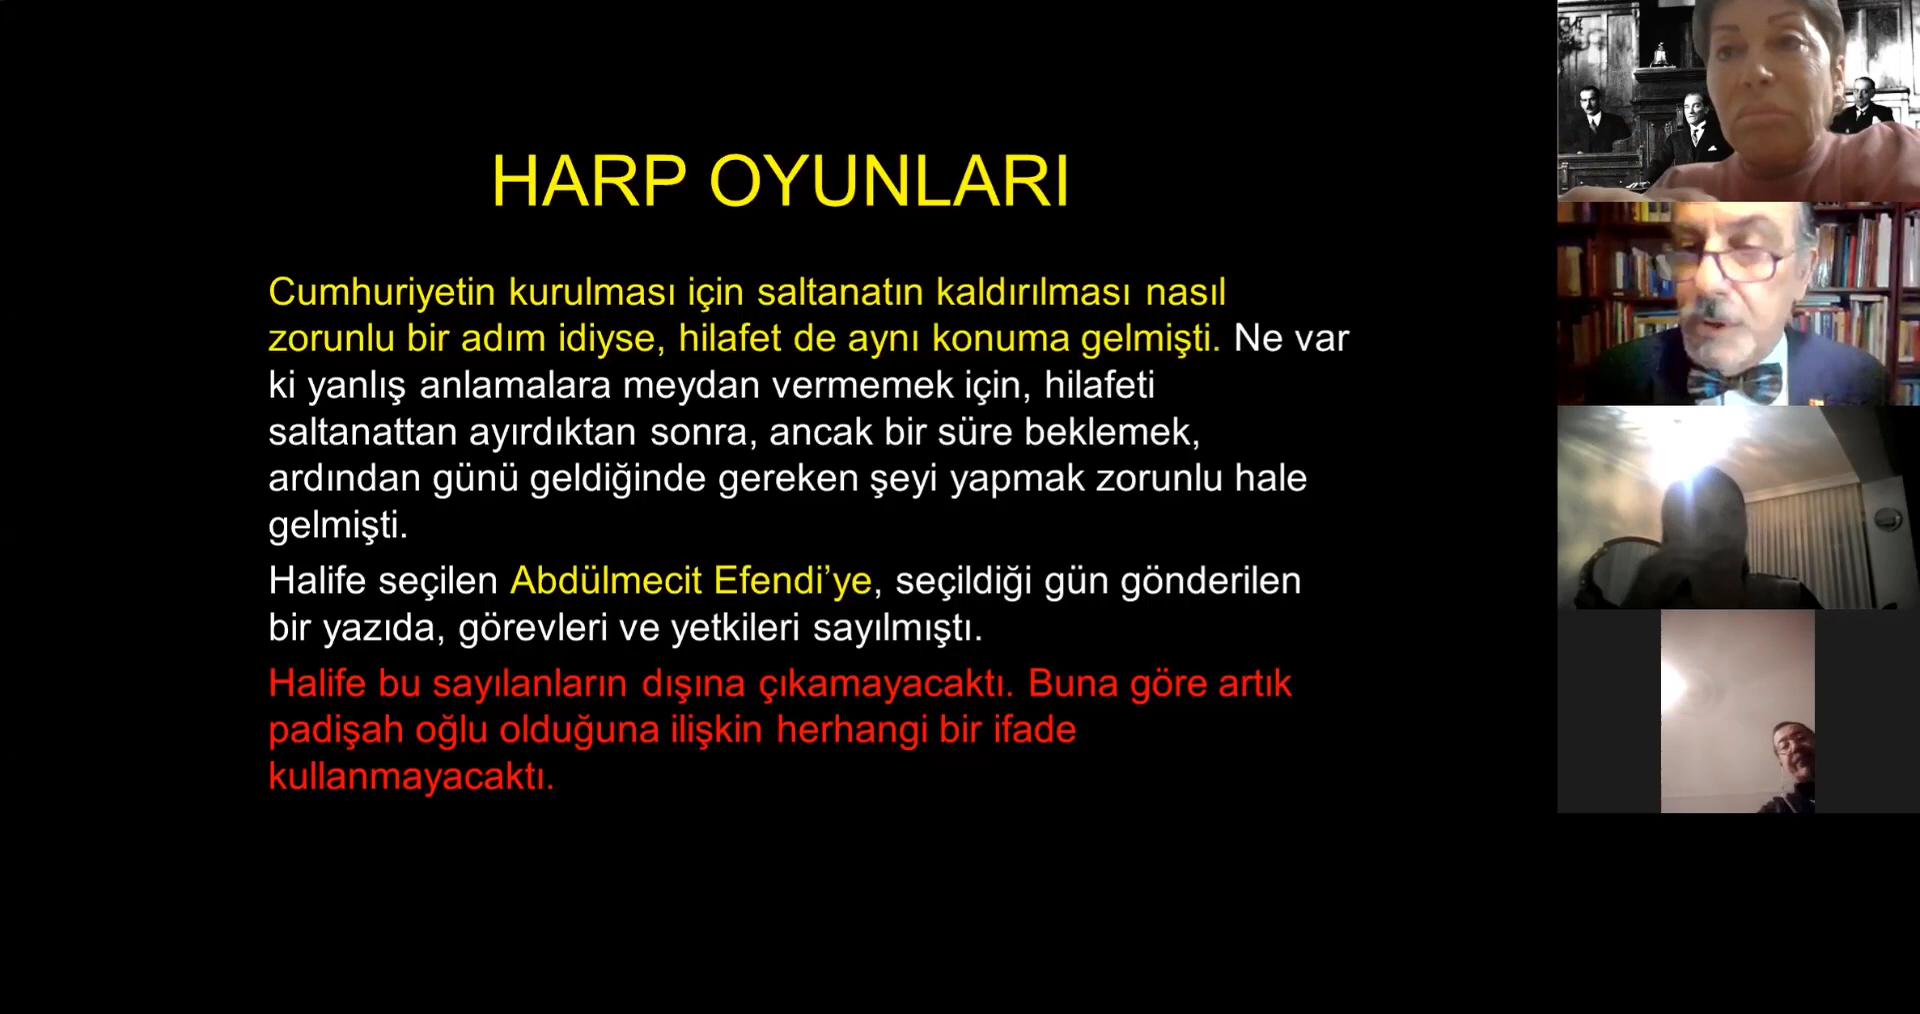 HARP OYUNLARI
Cumhuriyetin kurulması için saltanatın kaldırılması nasıl
zorunlu bir adım idiyse, hilafet de aynı konuma gelmişti. Ne var
ki yanlış anlamalara meydan vermemek için, hilafeti
saltanattan ayırdıktan sonra, ancak bir süre beklemek,
ardından günü geldiğinde gereken şeyi yapmak zorunlu hale
gelmişti.
Halife seçilen Abdülmecit Efendi’ye, seçildiği gün gönderilen
bir yazıda, görevleri ve yetkileri sayılmıştı.
Halife bu sayılanların dışına çıkamayacaktı. Buna göre artık
padişah oğlu olduğuna ilişkin herhangi bir ifade
kullanmayacaktı.